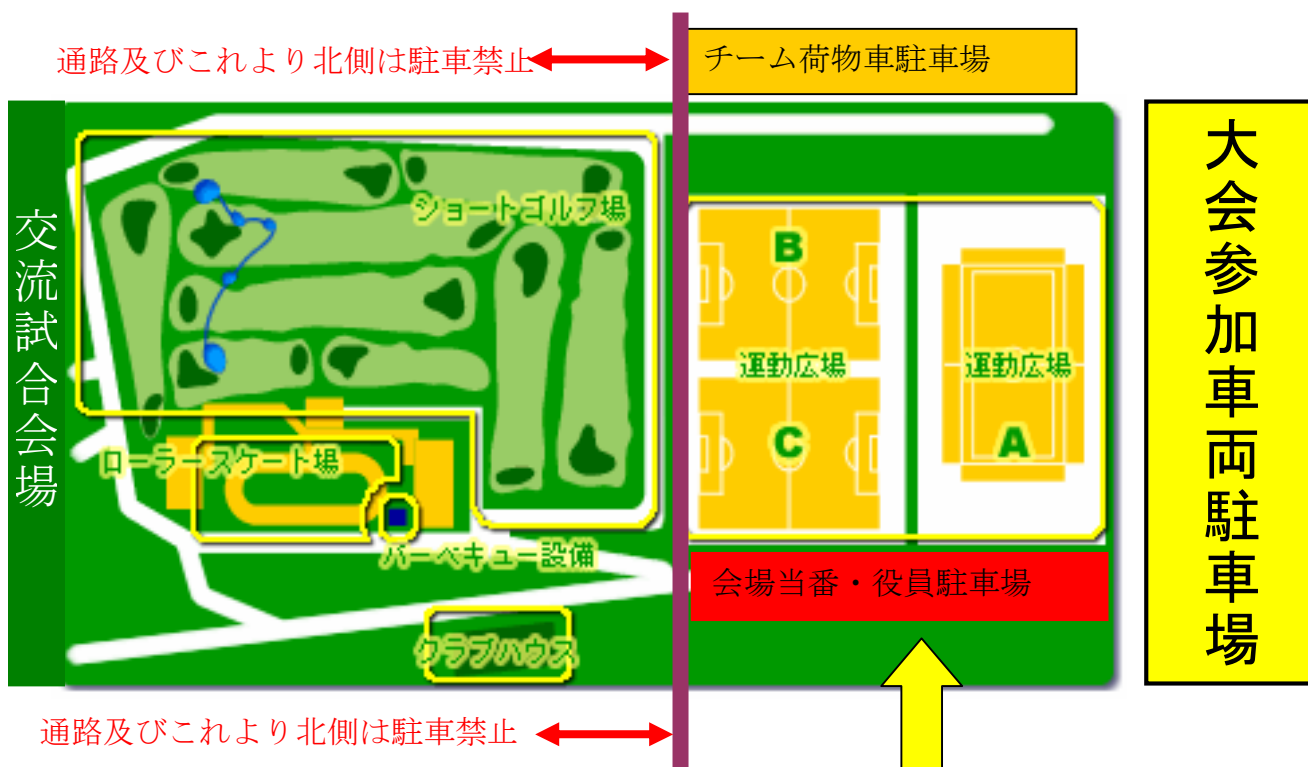 通路及びこれより北側は駐車禁止
チーム荷物車駐車場
大会参加車両駐車場
交流試合会場
ショートゴルフ場
B
運動広場
運動広場
C
A
ローラースケート場
バーベキュー設備
会場当番・役員駐車場
クラブハウス
通路及びこれより北側は駐車禁止